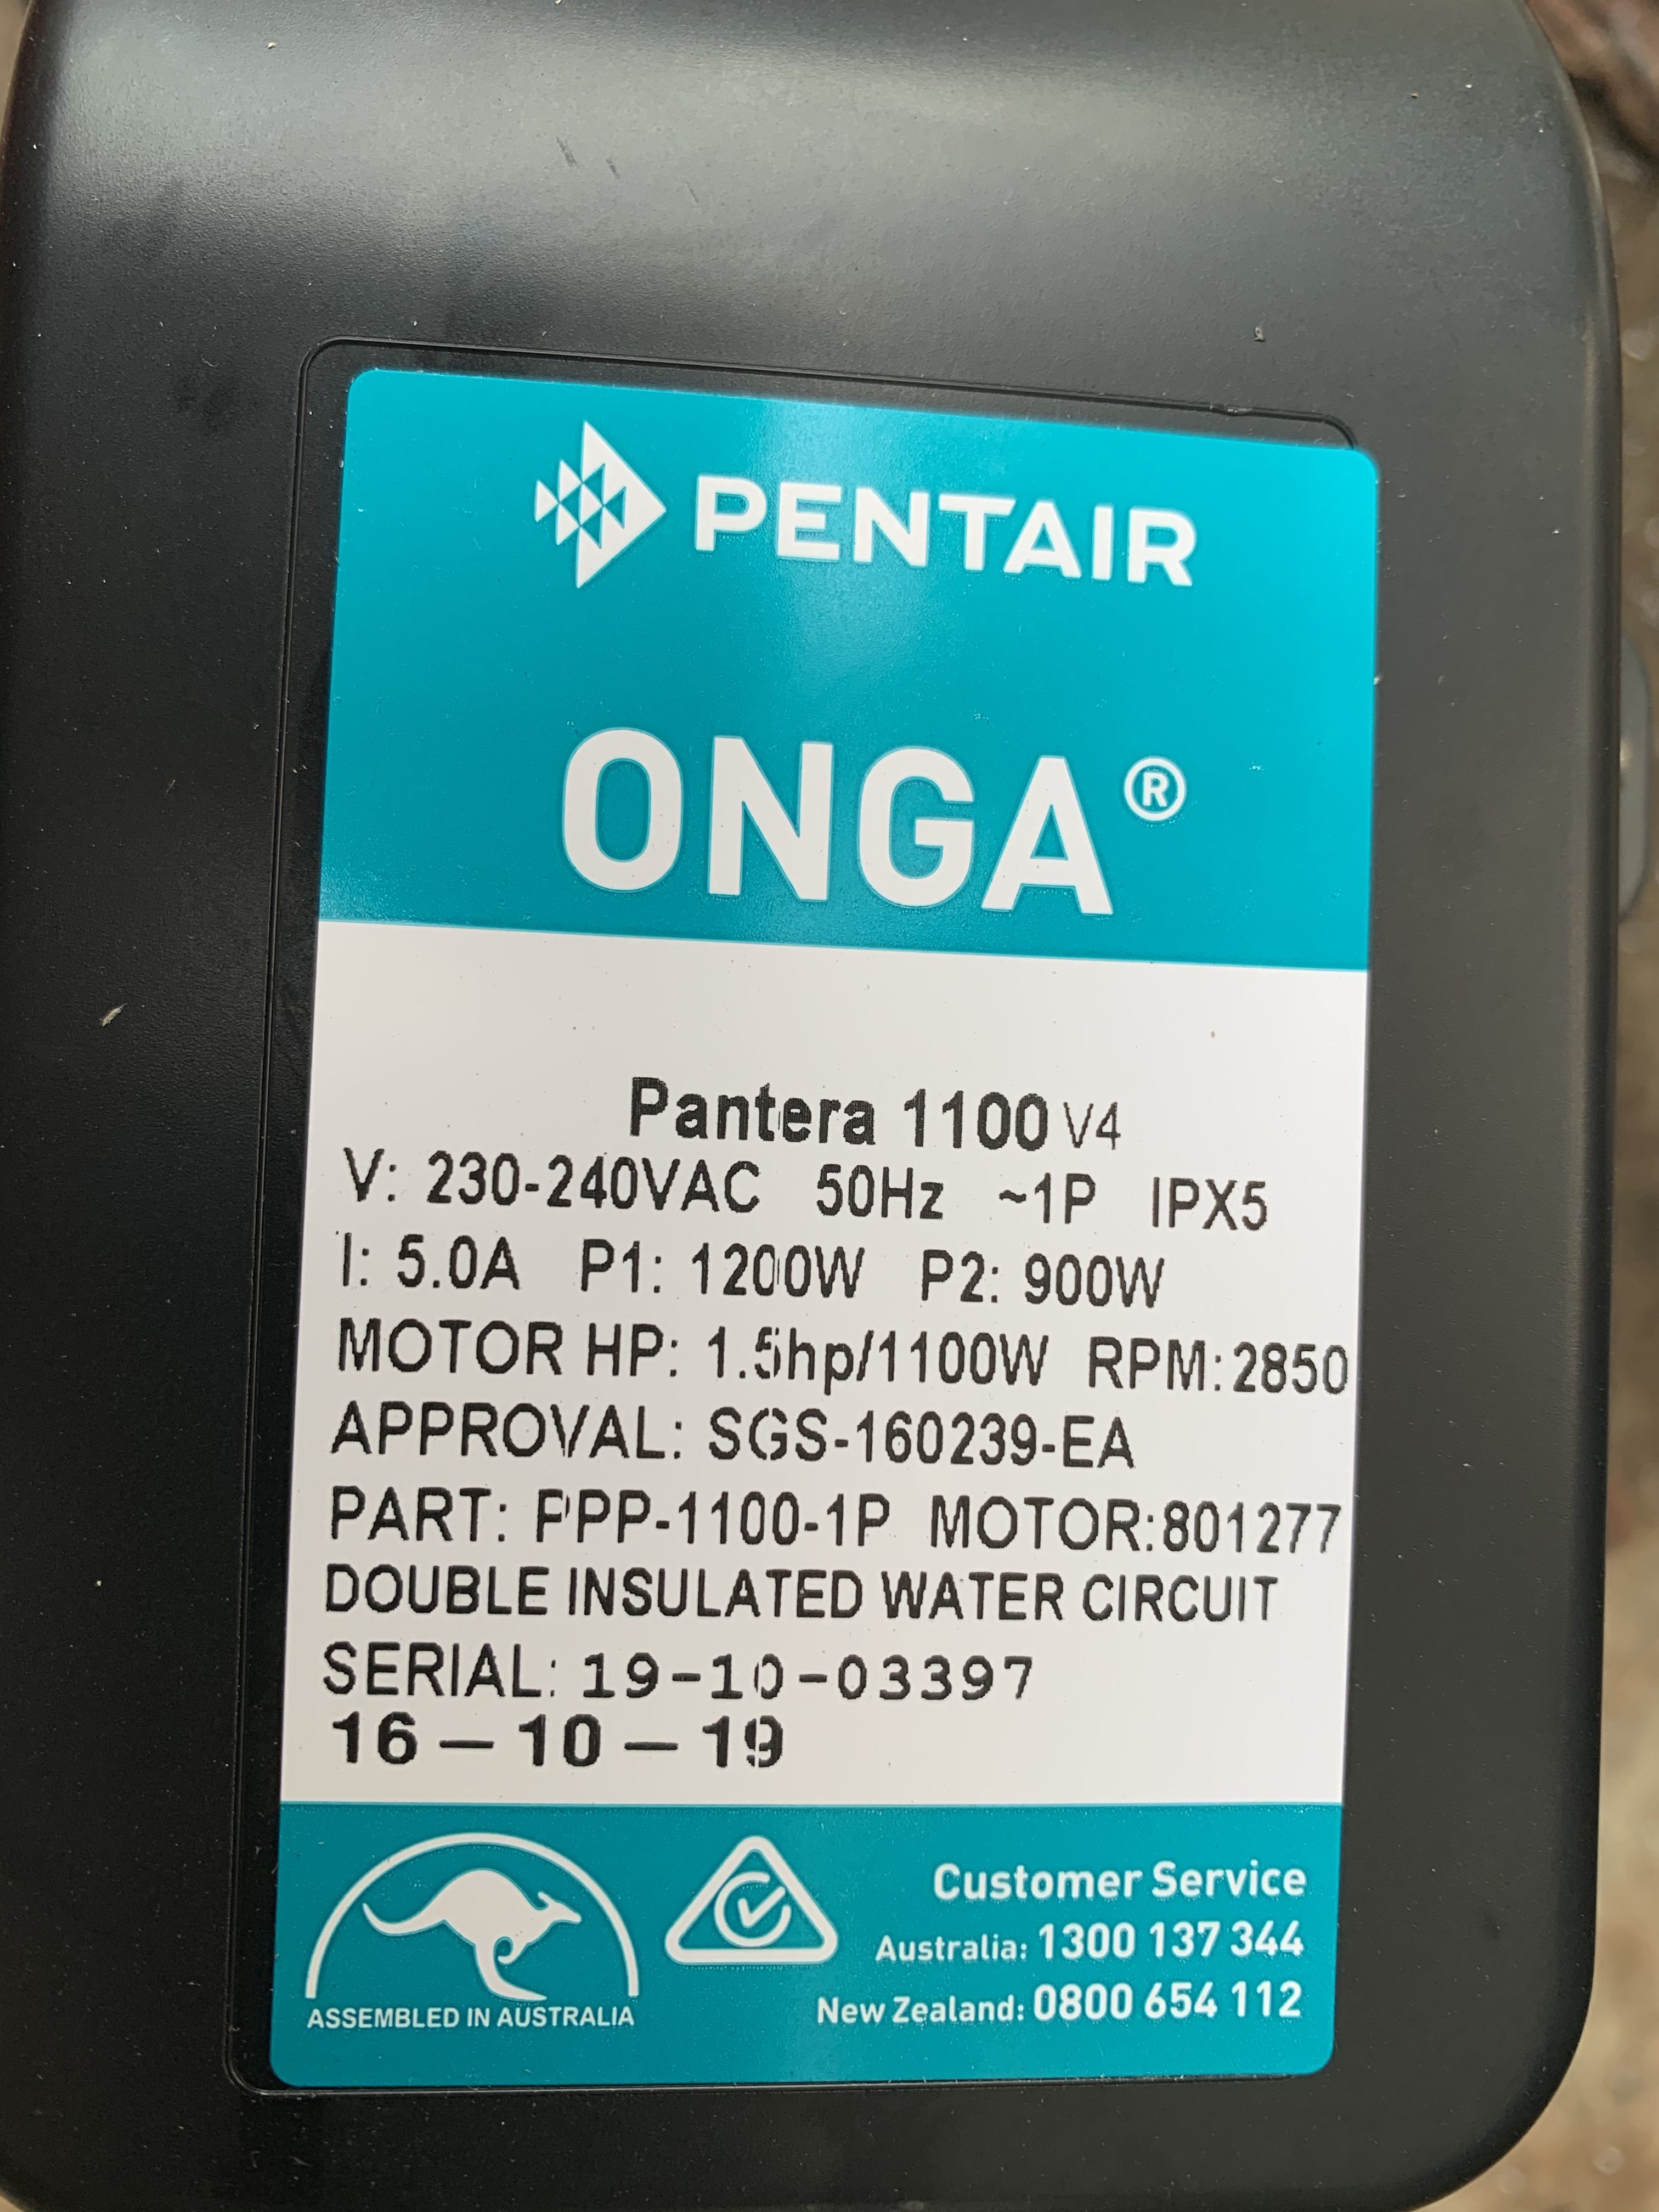 PENTAIR
ONGA®
Pantera 1100 V4
V: 230-240VAC 50Hz ~1P IPX5
I: 5.0A P1: 1200W P2: 900W
MOTOR HP: 1.5hp/1100W RPM:2850
APPROVAL: SGS-160239-EA
PART: PPP-1100-1P MOTOR:801277
DOUBLE INSULATED WATER CIRCUIT
SERIAL: 19-10-03397
16 — 10 — 19
ASSEMBLED IN AUSTRALIA
Customer Service
Australia: 1300 137 344
New Zealand: 0800 654 112